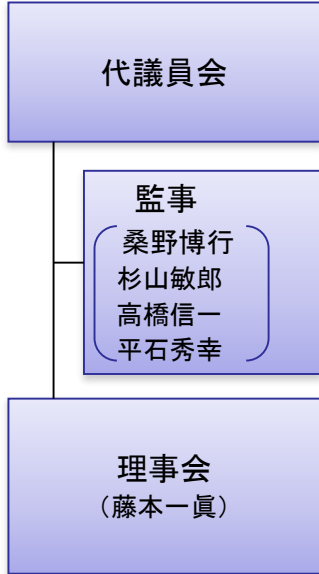 代議員会
監事
桑野博行
杉山敏郎
高橋信一
平石秀幸
理事会
（藤本一眞）